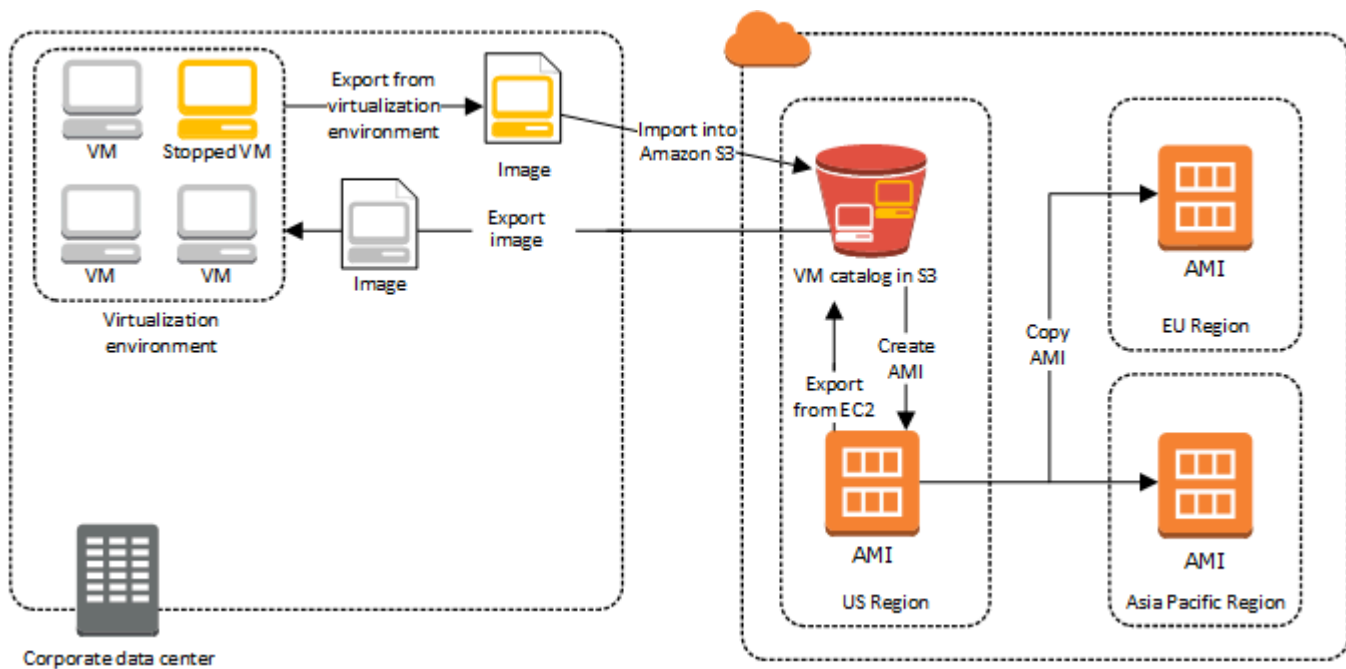 VM
Stopped VM
VM
VM
Virtualization
environment
Export from
virtualization
environment
Image
Export
image
Image
Corporate data center
Import into
Amazon S3
VM catalog in S3
Export
from EC2
Create
AMI
AMI
US Region
Copy
AMI
AMI
EU Region
AMI
Asia Pacific Region